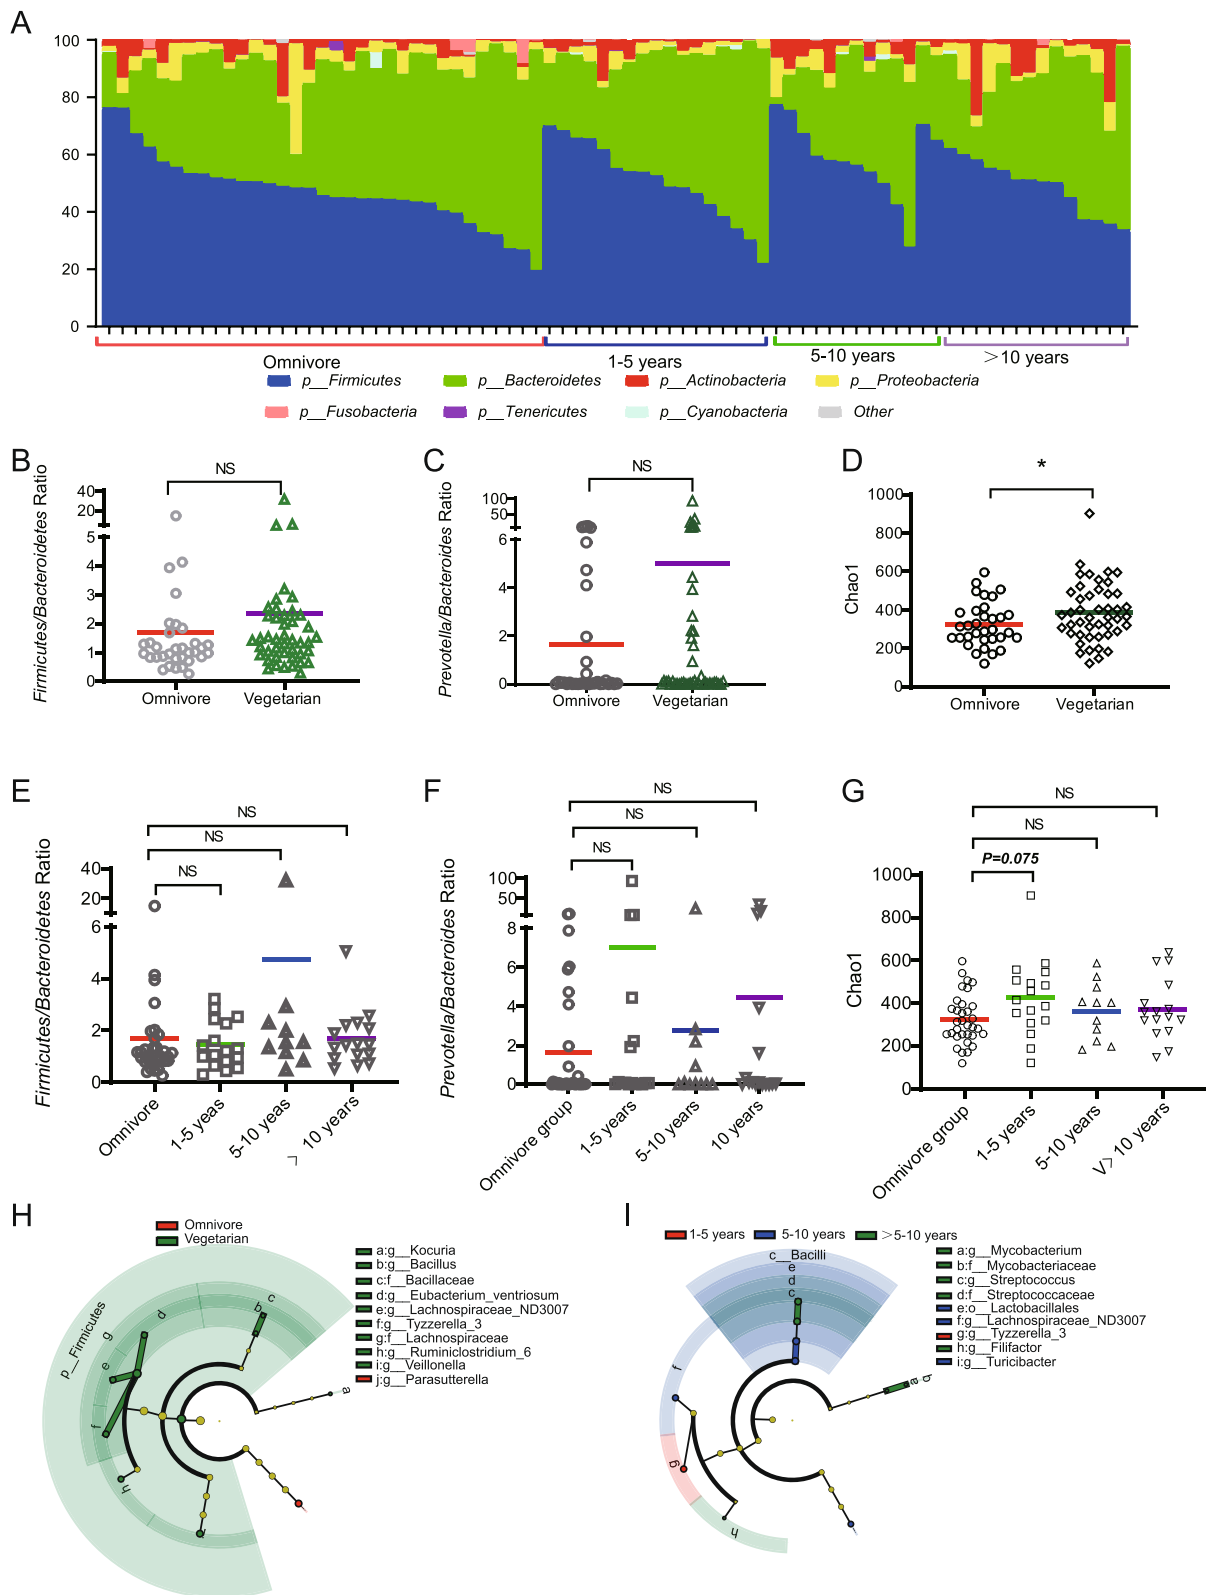 A
100
80
60
40
20
0
Omnivore
1-5 years
5-10 years
>10 years
p__Firmicutes
p__Bacteroidetes
p__Actinobacteria
p__Proteobacteria
p__Fusobacteria
p__Tenericutes
p__Cyanobacteria
Other
B
Firmicutes/Bacteroidetes Ratio
NS
40
20
5
4
3
2
1
0
Omnivore
Vegetarian
C
Prevotella/Bacteroides Ratio
NS
100
50
6
4
2
0
Omnivore
Vegetarian
D
Chao1
*
1000
800
600
400
200
0
Omnivore
Vegetarian
E
Firmicutes/Bacteroidetes Ratio
NS
NS
NS
40
20
6
4
2
0
Omnivore
1-5 yeas
5-10 yeas
> 10 years
F
Prevotella/Bacteroides Ratio
NS
NS
NS
100
50
8
6
4
2
0
Omnivore group
1-5 years
5-10 years
10 years
G
Chao1
NS
NS
P=0.075
1000
800
600
400
200
0
Omnivore group
1-5 years
5-10 years
V> 10 years
H
Omnivore
Vegetarian
p__Firmicutes
a
b
c
d
e
f
g
h
a:g__Kocuria
b:g__Bacillus
c:f__Bacillaceae
d:g__Eubacterium_ventriosum
e:g__Lachnospiraceae_ND3007
f:g__Tyzzerella_3
g:f__Lachnospiraceae
h:g__Ruminiclostridium_6
i:g__Veillonella
j:g__Parasutterella
I
1-5 years
5-10 years
>5-10 years
c__Bacilli
e
d
c
b
a
f
g
h
a:g__Mycobacterium
b:f__Mycobacteriaceae
c:g__Streptococcus
d:f__Streptococcaceae
e:o__Lactobacillales
f:g__Lachnospiraceae_ND3007
g:g__Tyzzerella_3
h:g__Filifactor
i:g__Turicibacter